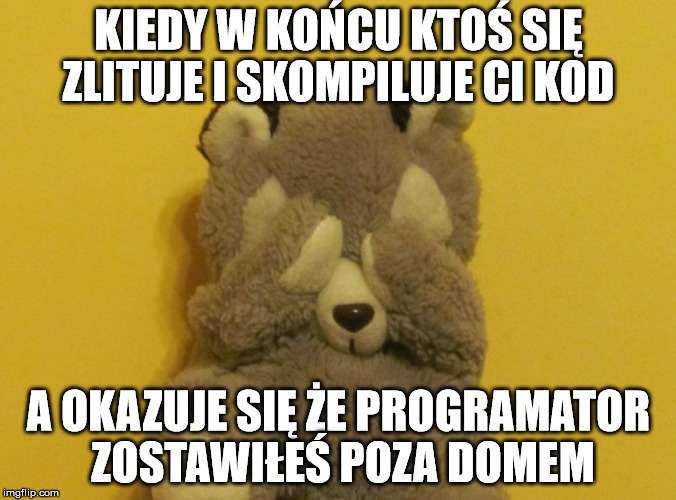 KIEDY W KOŃCU KTOŚ SIĘ
ZLITUJE I SKOMPILUJE CI KOD
A OKAZUJE SIĘ ŻE PROGRAMATOR
ZOSTAWIŁEŚ POZA DOMEM
imgflip.com